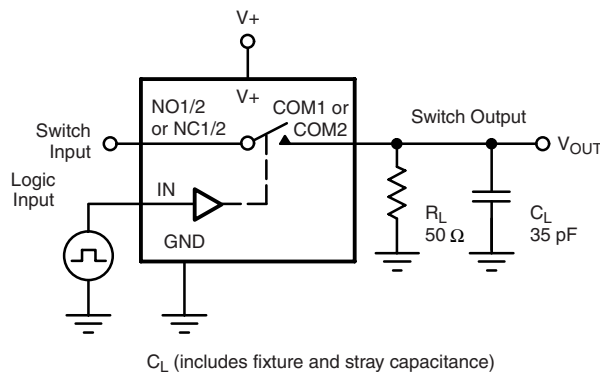 V+
V+
NO1/2
or NC1/2
COM1 or
COM2
Switch Output
Switch
Input
V_OUT
Logic
Input
IN
GND
R_L
50 Ω
C_L
35 pF
C_L (includes fixture and stray capacitance)